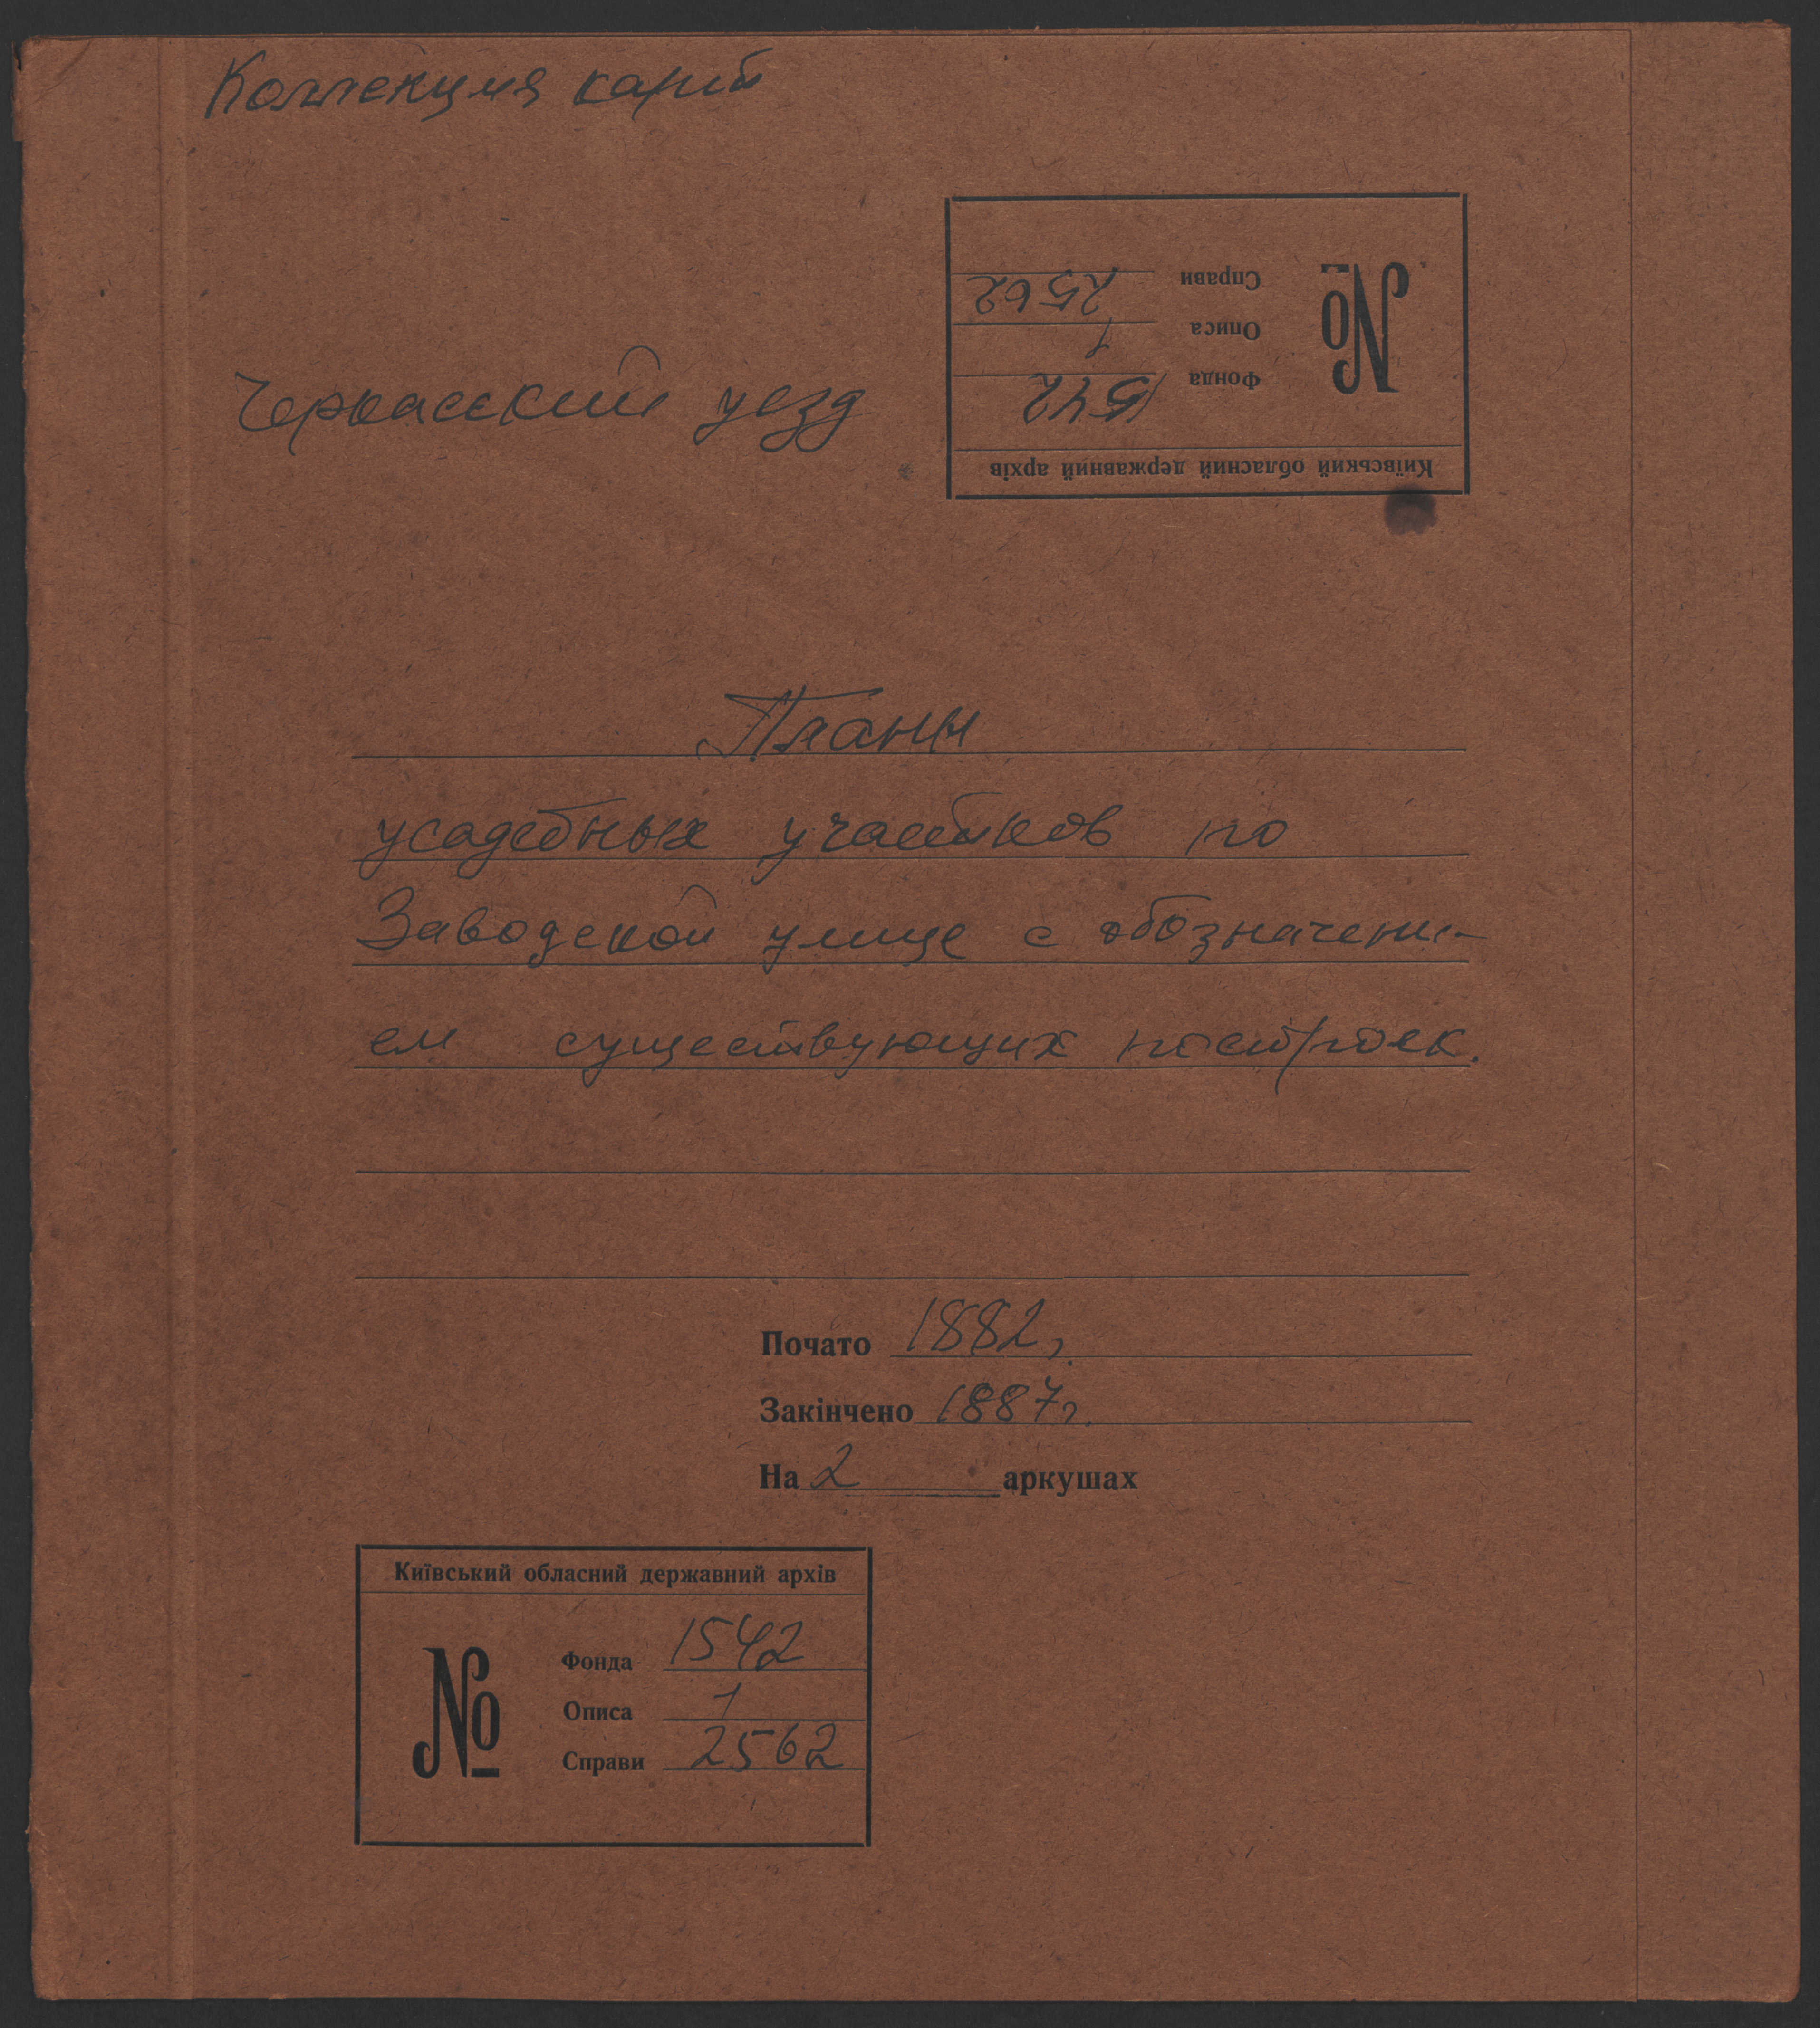 Коллекция карт
Справи 2562
Описа 1
Фонда 1542
№
Київський обласний державний архів
Черкасский уезд
Планы
усадебных участков по
Заводской улице с обозначени-
ем существующих построек.
Почато 1882 г.
Закінчено 1887 г.
На 2 аркушах
Київський обласний державний архів
№
Фонда 1542
Описа 1
Справи 2562